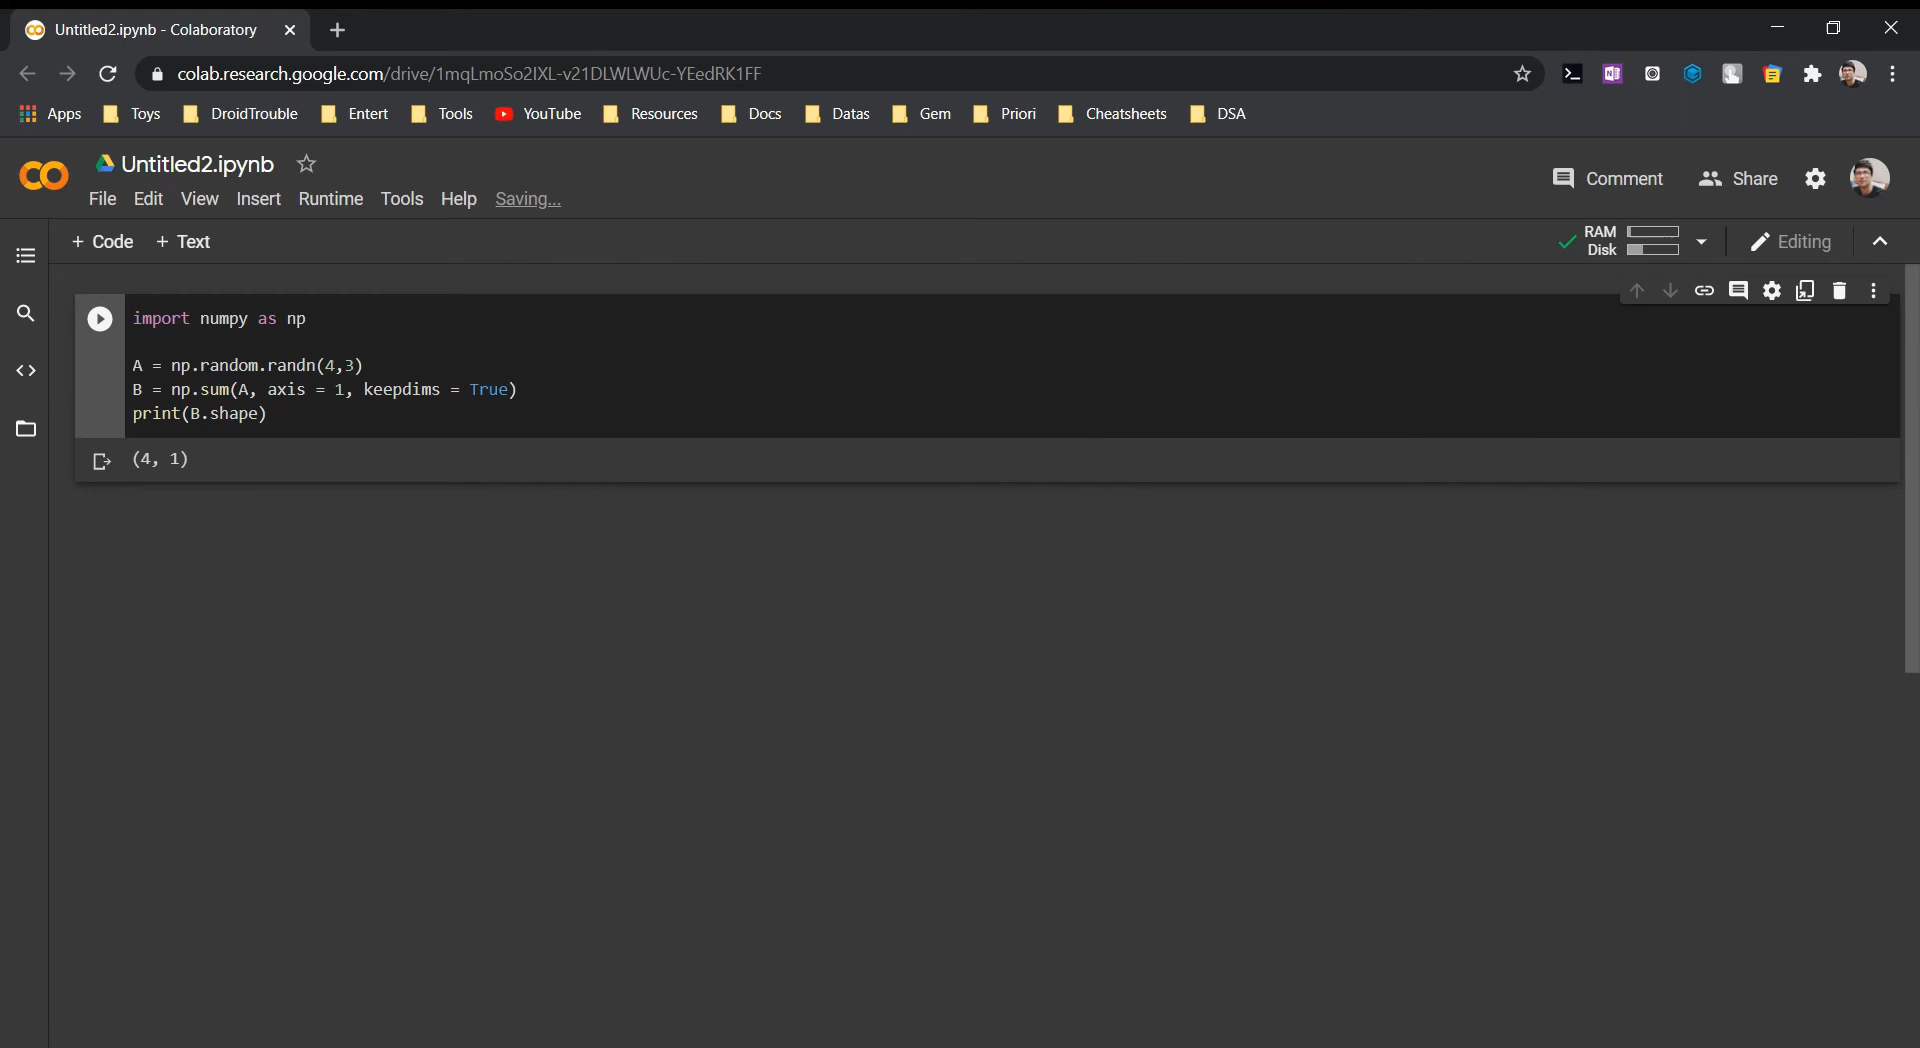 Untitled2.ipynb - Colaboratory
colab.research.google.com/drive/1mqLmoSo2IXL-v21DLWLWUc-YEedRK1FF
Apps Toys DroidTrouble Entert Tools YouTube Resources Docs Datas Gem Priori Cheatsheets DSA
Untitled2.ipynb
Comment Share
File Edit View Insert Runtime Tools Help Saving...
+ Code + Text
RAM
Disk
Editing
import numpy as np
A = np.random.randn(4,3)
B = np.sum(A, axis = 1, keepdims = True)
print(B.shape)
(4, 1)